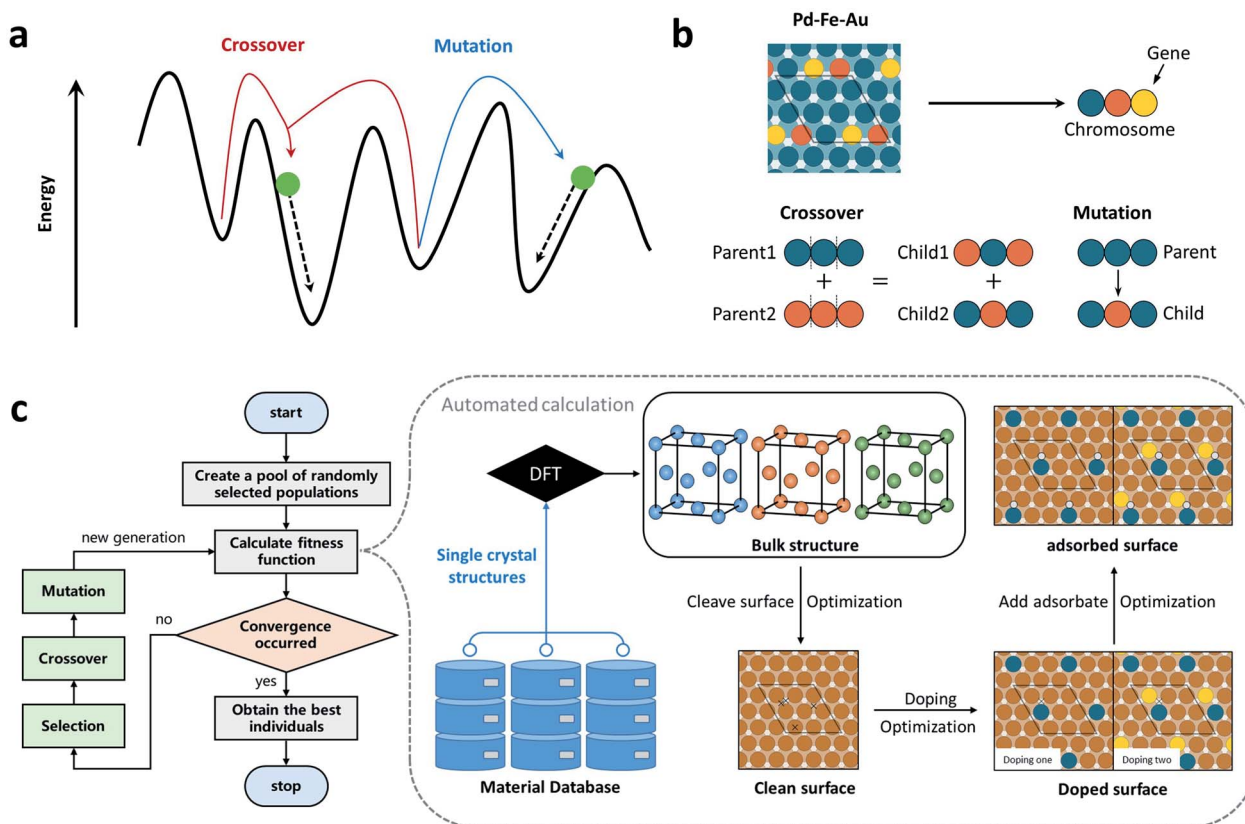 a
Crossover
Mutation
Energy
b
Pd-Fe-Au
Gene
Chromosome
Crossover
Mutation
Parent1
Child1
Parent
+
=
+
Parent2
Child2
Child
c
start
Create a pool of randomly
selected populations
new generation
Calculate fitness
function
Mutation
no
Convergence
occurred
Crossover
yes
Selection
Obtain the best
individuals
stop
Automated calculation
DFT
Bulk structure
Single crystal
structures
Material Database
Cleave surface
Optimization
Clean surface
Doping
Optimization
Doping one
Doping two
Doped surface
Add adsorbate
Optimization
adsorbed surface